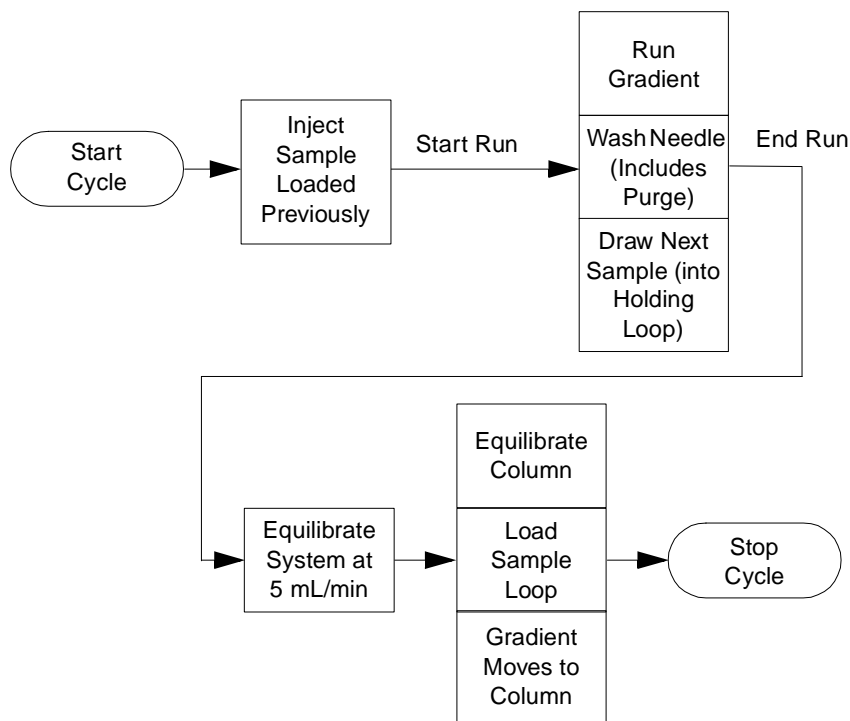 Start
Cycle
Inject
Sample
Loaded
Previously
Start Run
Run
Gradient
Wash Needle
(Includes
Purge)
Draw Next
Sample (into
Holding
Loop)
End Run
Equilibrate
System at
5 mL/min
Equilibrate
Column
Load
Sample
Loop
Gradient
Moves to
Column
Stop
Cycle